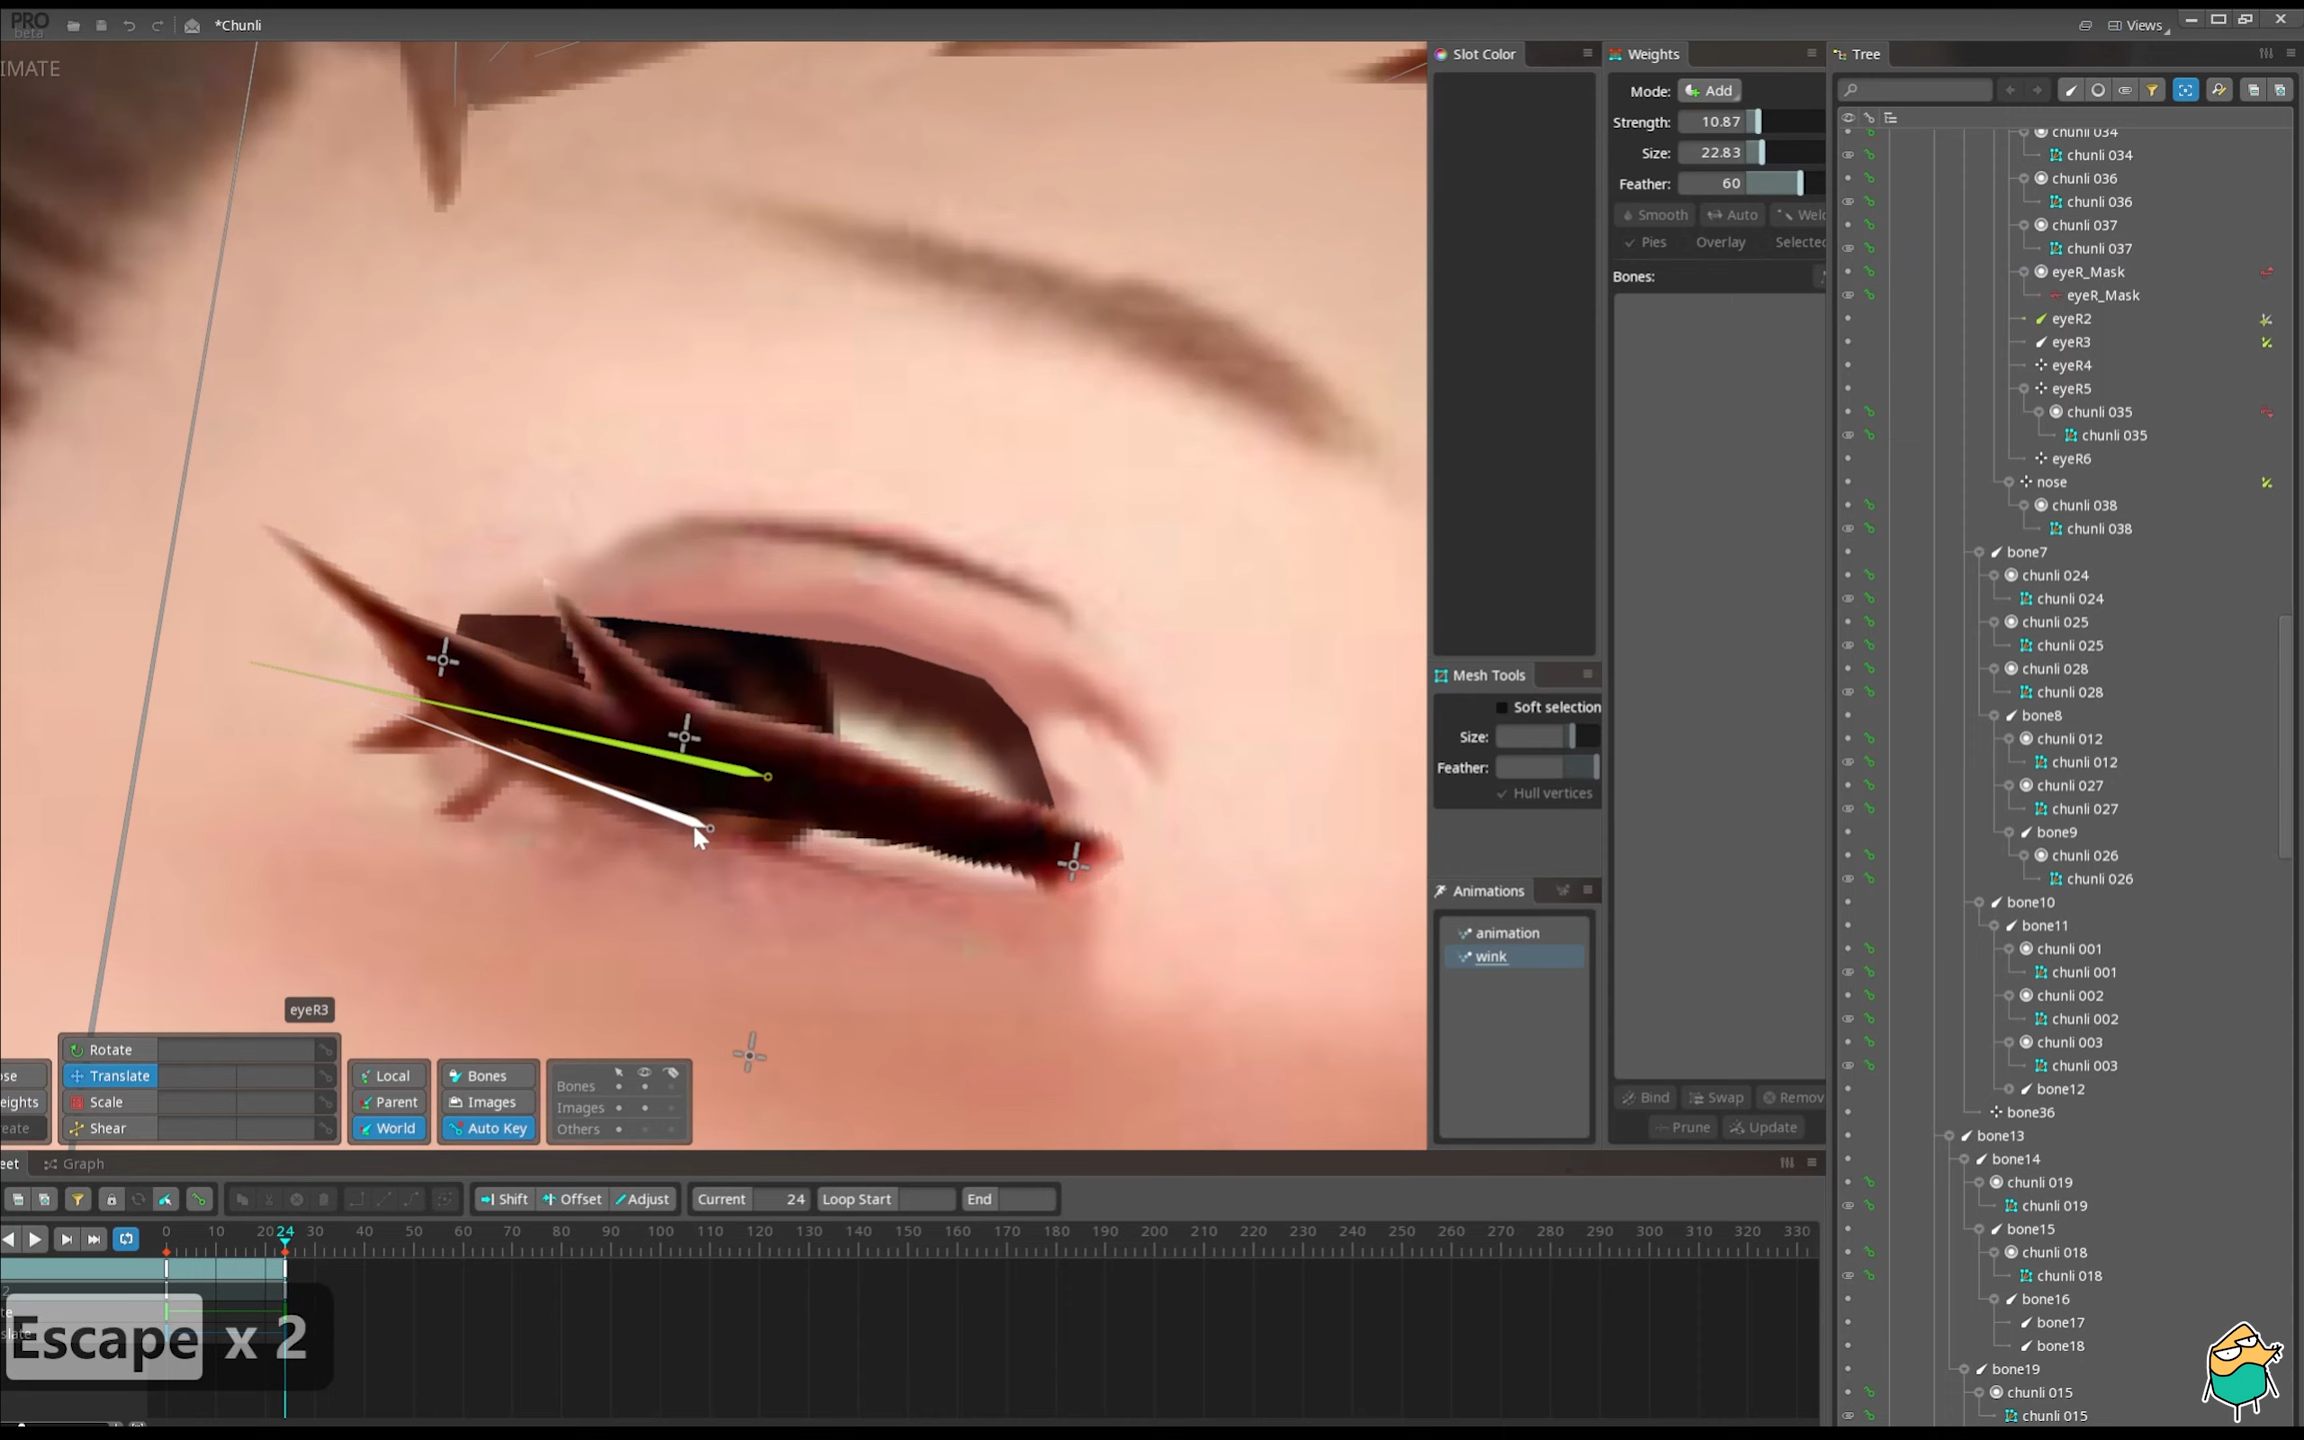 PRO
beta
*Chunli
Views
IMATE
Slot Color
Weights
Mode: Add
Strength: 10.87
Size: 22.83
Feather: 60
Smooth Auto Weld
Pies Overlay Selected
Bones:
Bind Swap Remov
Prune Update
Mesh Tools
Soft selection
Size:
Feather:
Hull vertices
Animations
animation
wink
Tree
chunli 034
chunli 034
chunli 036
chunli 036
chunli 037
chunli 037
eyeR_Mask
eyeR_Mask
eyeR2
eyeR3
eyeR4
eyeR5
chunli 035
chunli 035
eyeR6
nose
chunli 038
chunli 038
bone7
chunli 024
chunli 024
chunli 025
chunli 025
chunli 028
chunli 028
bone8
chunli 012
chunli 012
chunli 027
chunli 027
bone9
chunli 026
chunli 026
bone10
bone11
chunli 001
chunli 001
chunli 002
chunli 002
chunli 003
chunli 003
bone12
bone36
bone13
bone14
chunli 019
chunli 019
bone15
chunli 018
chunli 018
bone16
bone17
bone18
bone19
chunli 015
chunli 015
eyeR3
ose
eights
reate
Rotate
Translate
Scale
Shear
Local
Parent
World
Bones
Images
Auto Key
Bones
Images
Others
eet Graph
Shift Offset Adjust Current 24 Loop Start End
0 10 20 24 30 40 50 60 70 80 90 100 110 120 130 140 150 160 170 180 190 200 210 220 230 240 250 260 270 280 290 300 310 320 330
Escape x 2